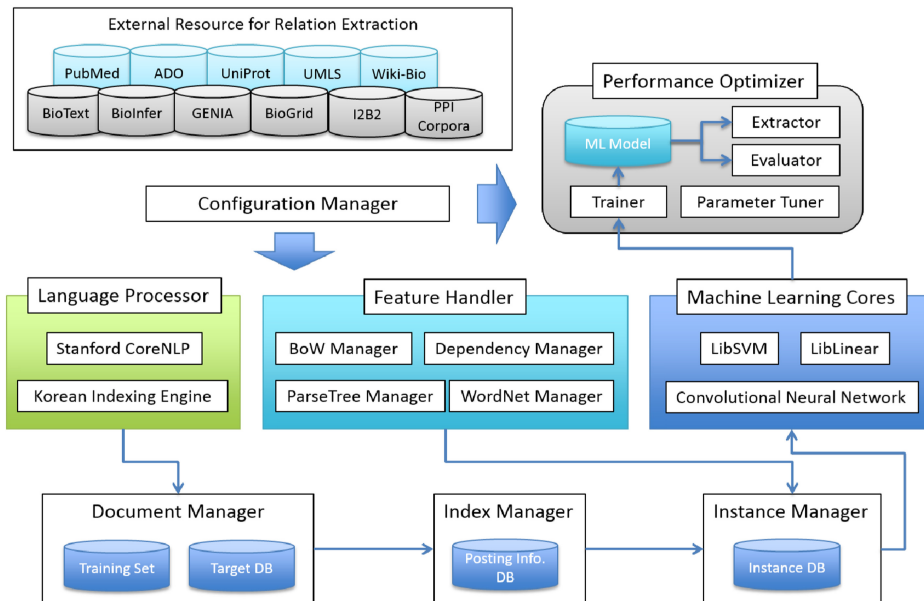 External Resource for Relation Extraction
PubMed
ADO
UniProt
UMLS
Wiki-Bio
BioText
BioInfer
GENIA
BioGrid
I2B2
PPI
Corpora
Performance Optimizer
ML Model
Extractor
Evaluator
Trainer
Parameter Tuner
Configuration Manager
Language Processor
Stanford CoreNLP
Korean Indexing Engine
Feature Handler
BoW Manager
Dependency Manager
ParseTree Manager
WordNet Manager
Machine Learning Cores
LibSVM
LibLinear
Convolutional Neural Network
Document Manager
Training Set
Target DB
Index Manager
Posting Info.
DB
Instance Manager
Instance DB